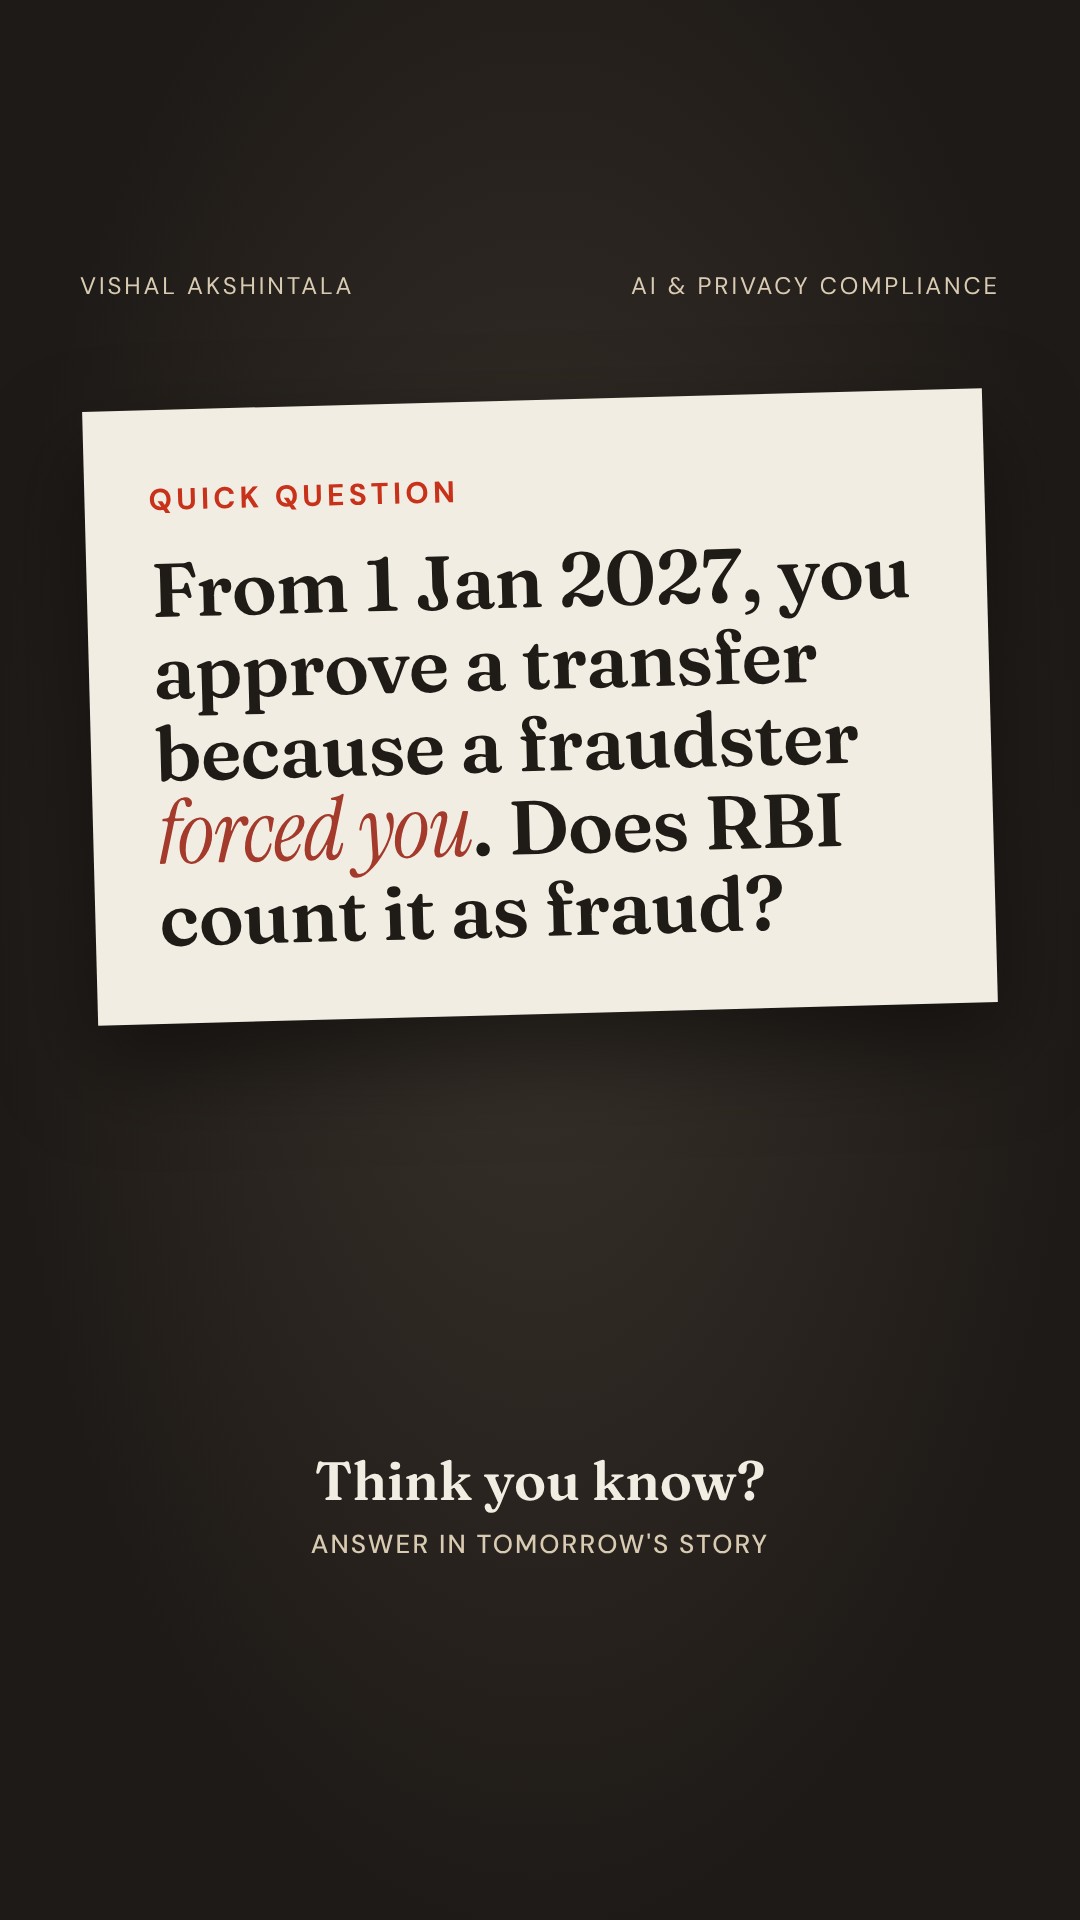 VISHAL AKSHINTALA
AI & PRIVACY COMPLIANCE
QUICK QUESTION
From 1 Jan 2027, you
approve a transfer
because a fraudster
forced you. Does RBI
count it as fraud?
Think you know?
ANSWER IN TOMORROW'S STORY